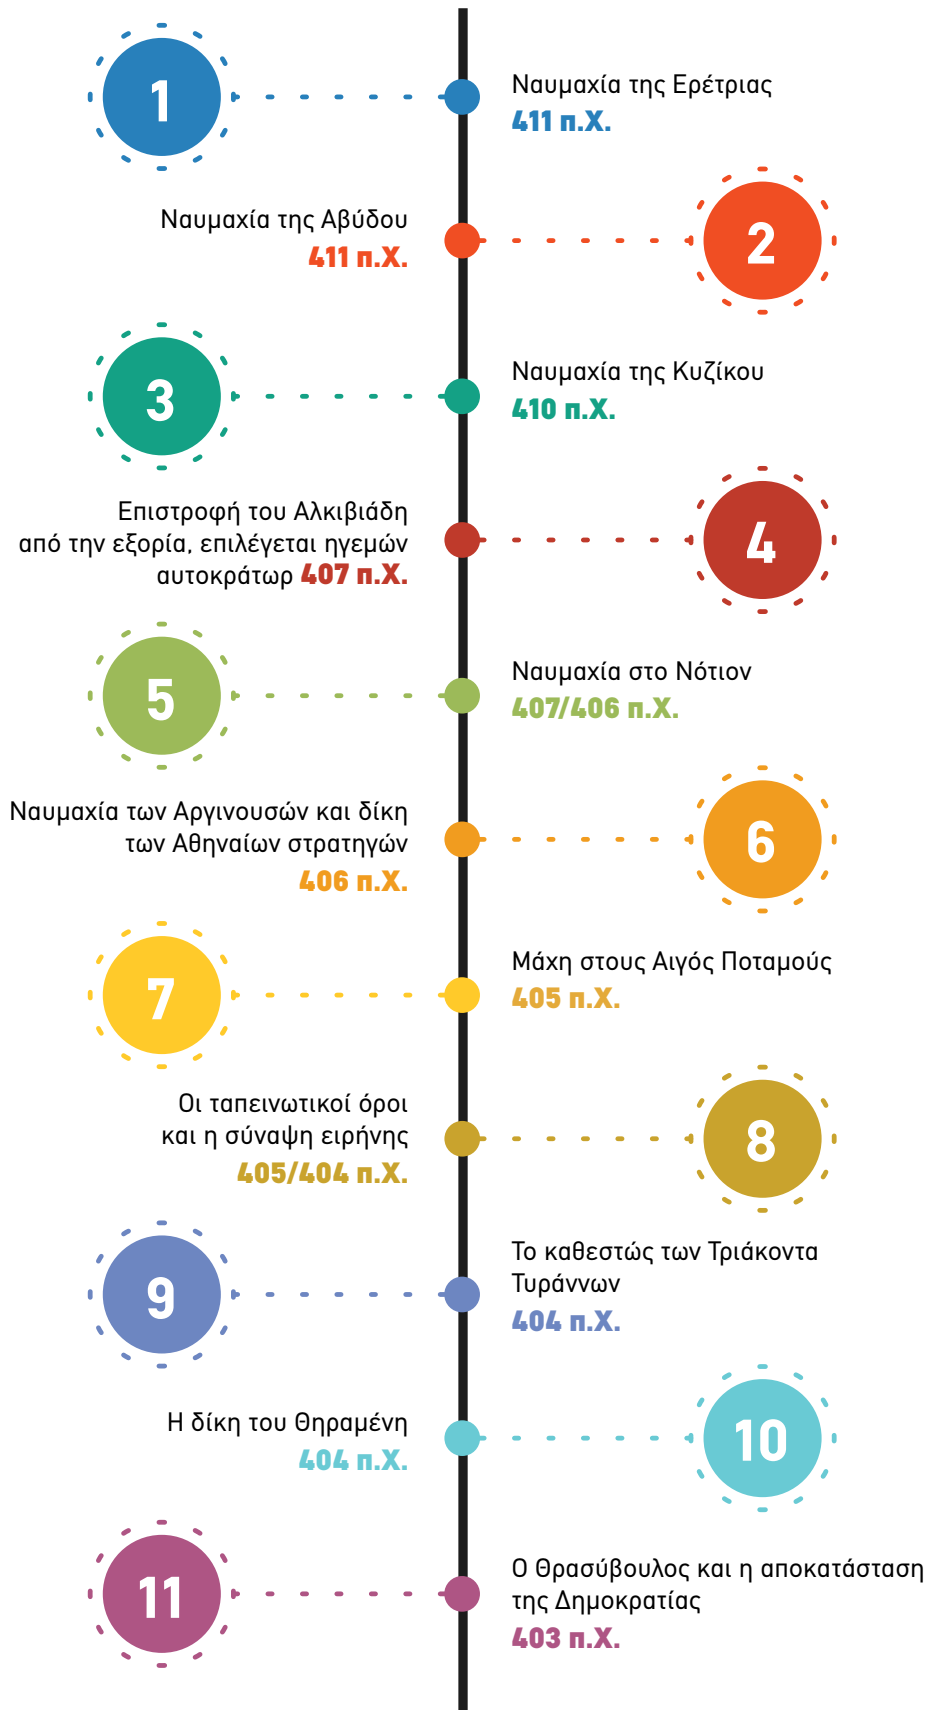 1
Ναυμαχία της Ερέτριας
411 π.Χ.
Ναυμαχία της Αβύδου
411 π.Χ.
2
3
Ναυμαχία της Κυζίκου
410 π.Χ.
Επιστροφή του Αλκιβιάδη
από την εξορία, επιλέγεται ηγεμών
αυτοκράτωρ 407 π.Χ.
4
5
Ναυμαχία στο Νότιον
407/406 π.Χ.
Ναυμαχία των Αργινουσών και δίκη
των Αθηναίων στρατηγών
406 π.Χ.
6
7
Μάχη στους Αιγός Ποταμούς
405 π.Χ.
Οι ταπεινωτικοί όροι
και η σύναψη ειρήνης
405/404 π.Χ.
8
9
Το καθεστώς των Τριάκοντα
Τυράννων
404 π.Χ.
Η δίκη του Θηραμένη
404 π.Χ.
10
11
Ο Θρασύβουλος και η αποκατάσταση
της Δημοκρατίας
403 π.Χ.